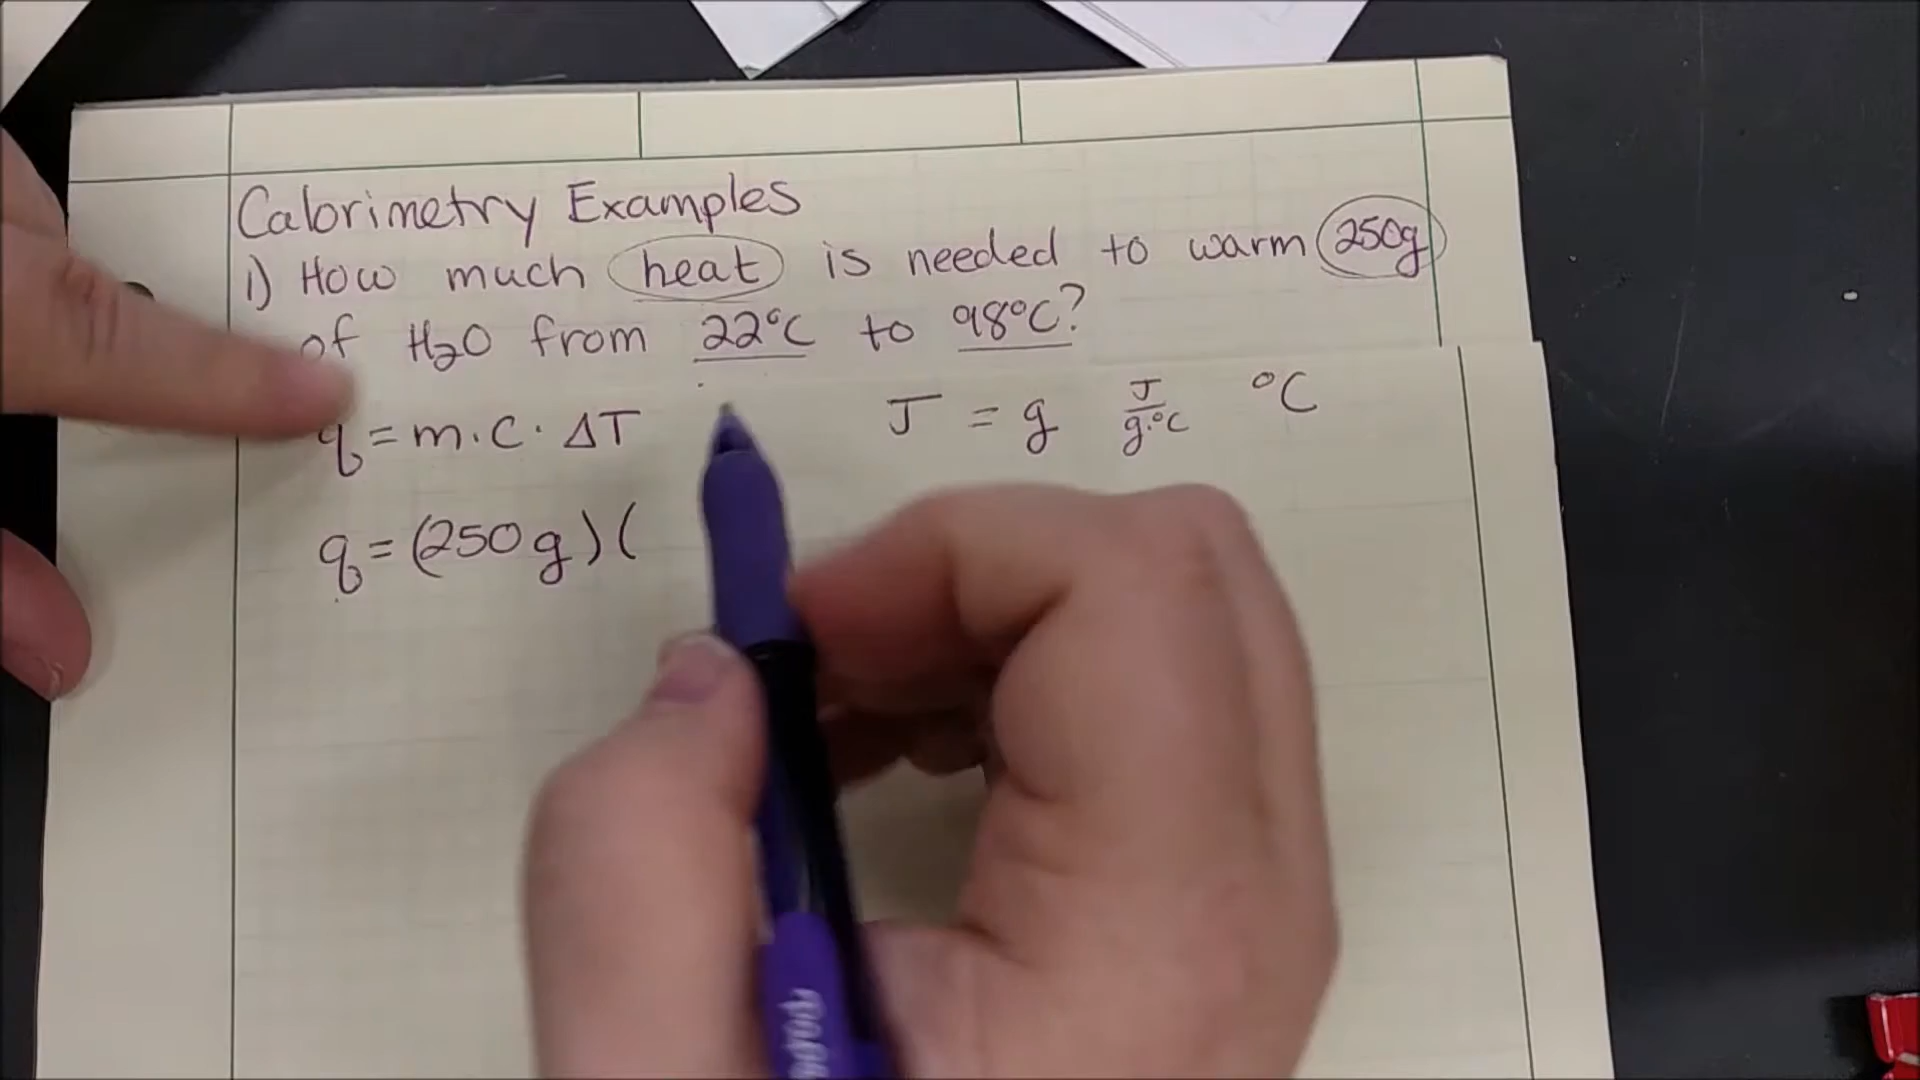 Calorimetry Examples
1) How much heat is needed to warm 250g
of H₂O from 22°C to 98°C?
q = m·C·ΔT
J = g J/g·°C °C
q = (250g)(